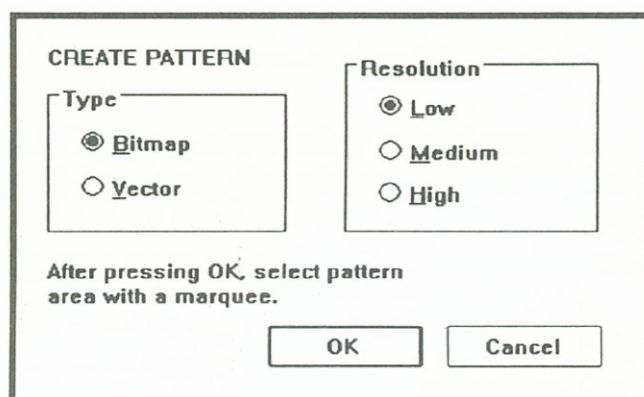 CREATE PATTERN
Type
Bitmap
Vector
Resolution
Low
Medium
High
After pressing OK, select pattern
area with a marquee.
OK
Cancel